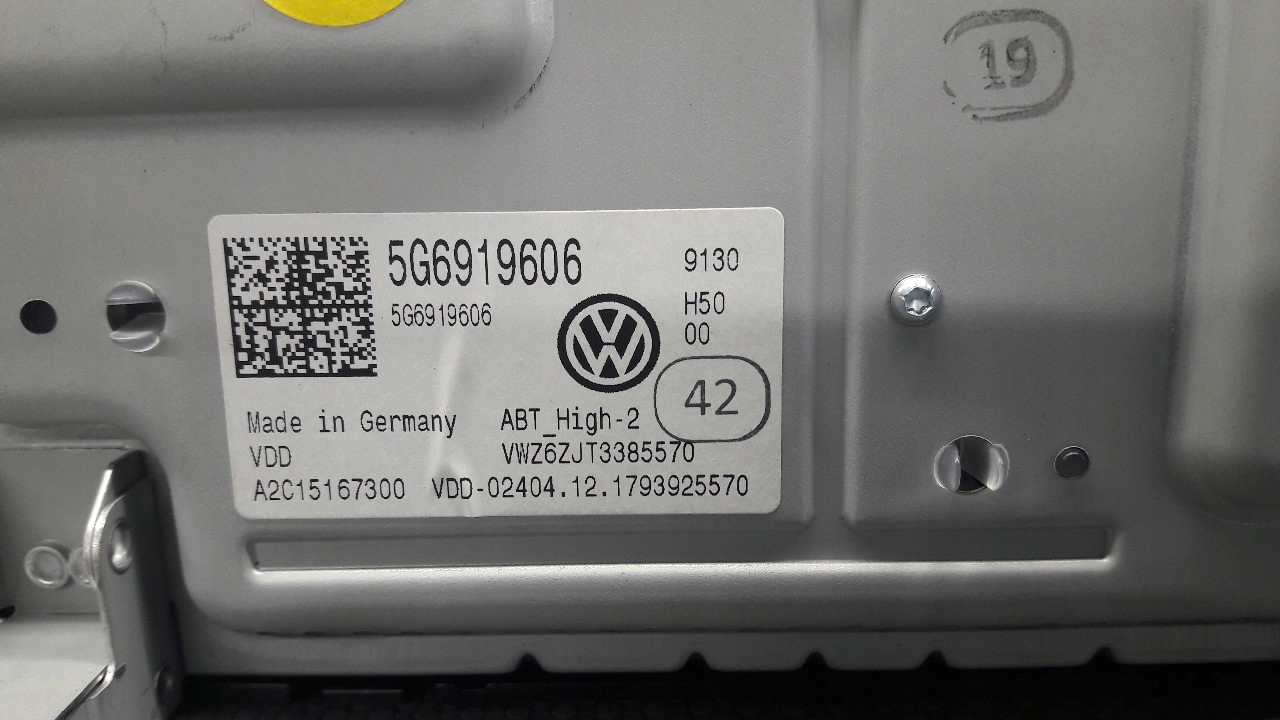 19
5G6919606
9130
5G6919606
H50
00
42
Made in Germany
ABT_High-2
VDD
VWZ6ZJT3385570
A2C15167300
VDD-02404.12.1793925570